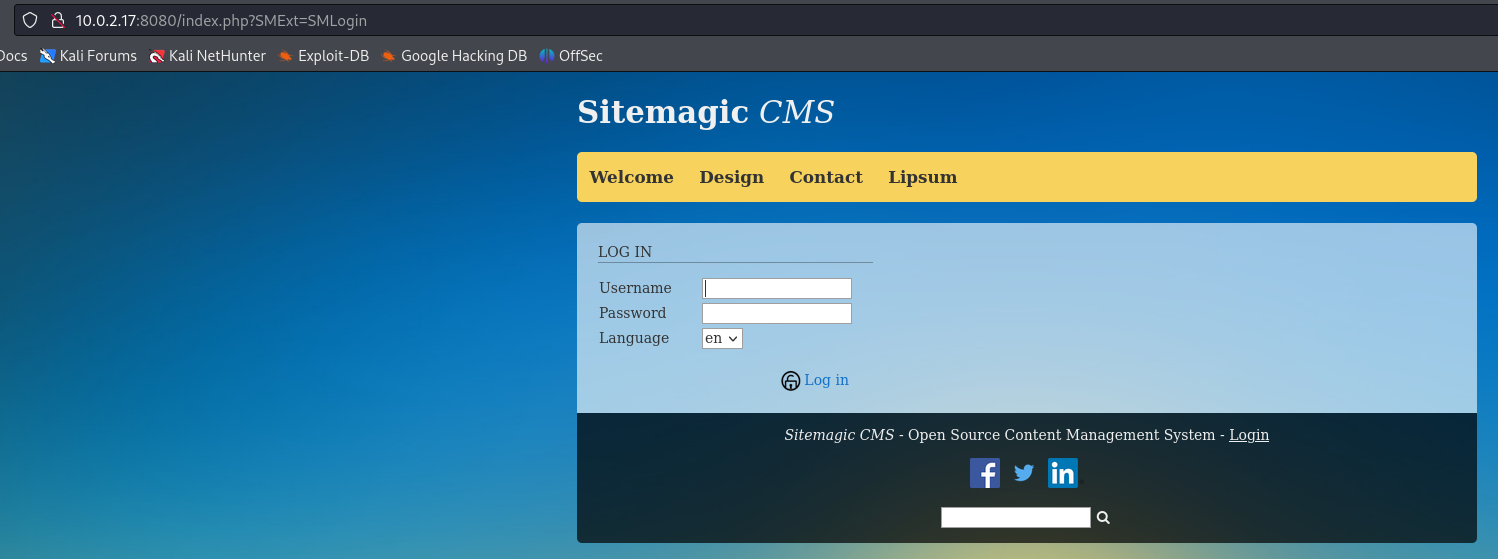 10.0.2.17:8080/index.php?SMExt=SMLogin
Docs Kali Forums Kali NetHunter Exploit-DB Google Hacking DB OffSec
Sitemagic CMS
Welcome Design Contact Lipsum
LOG IN
Username
Password
Language en
Log in
Sitemagic CMS - Open Source Content Management System - Login
f in